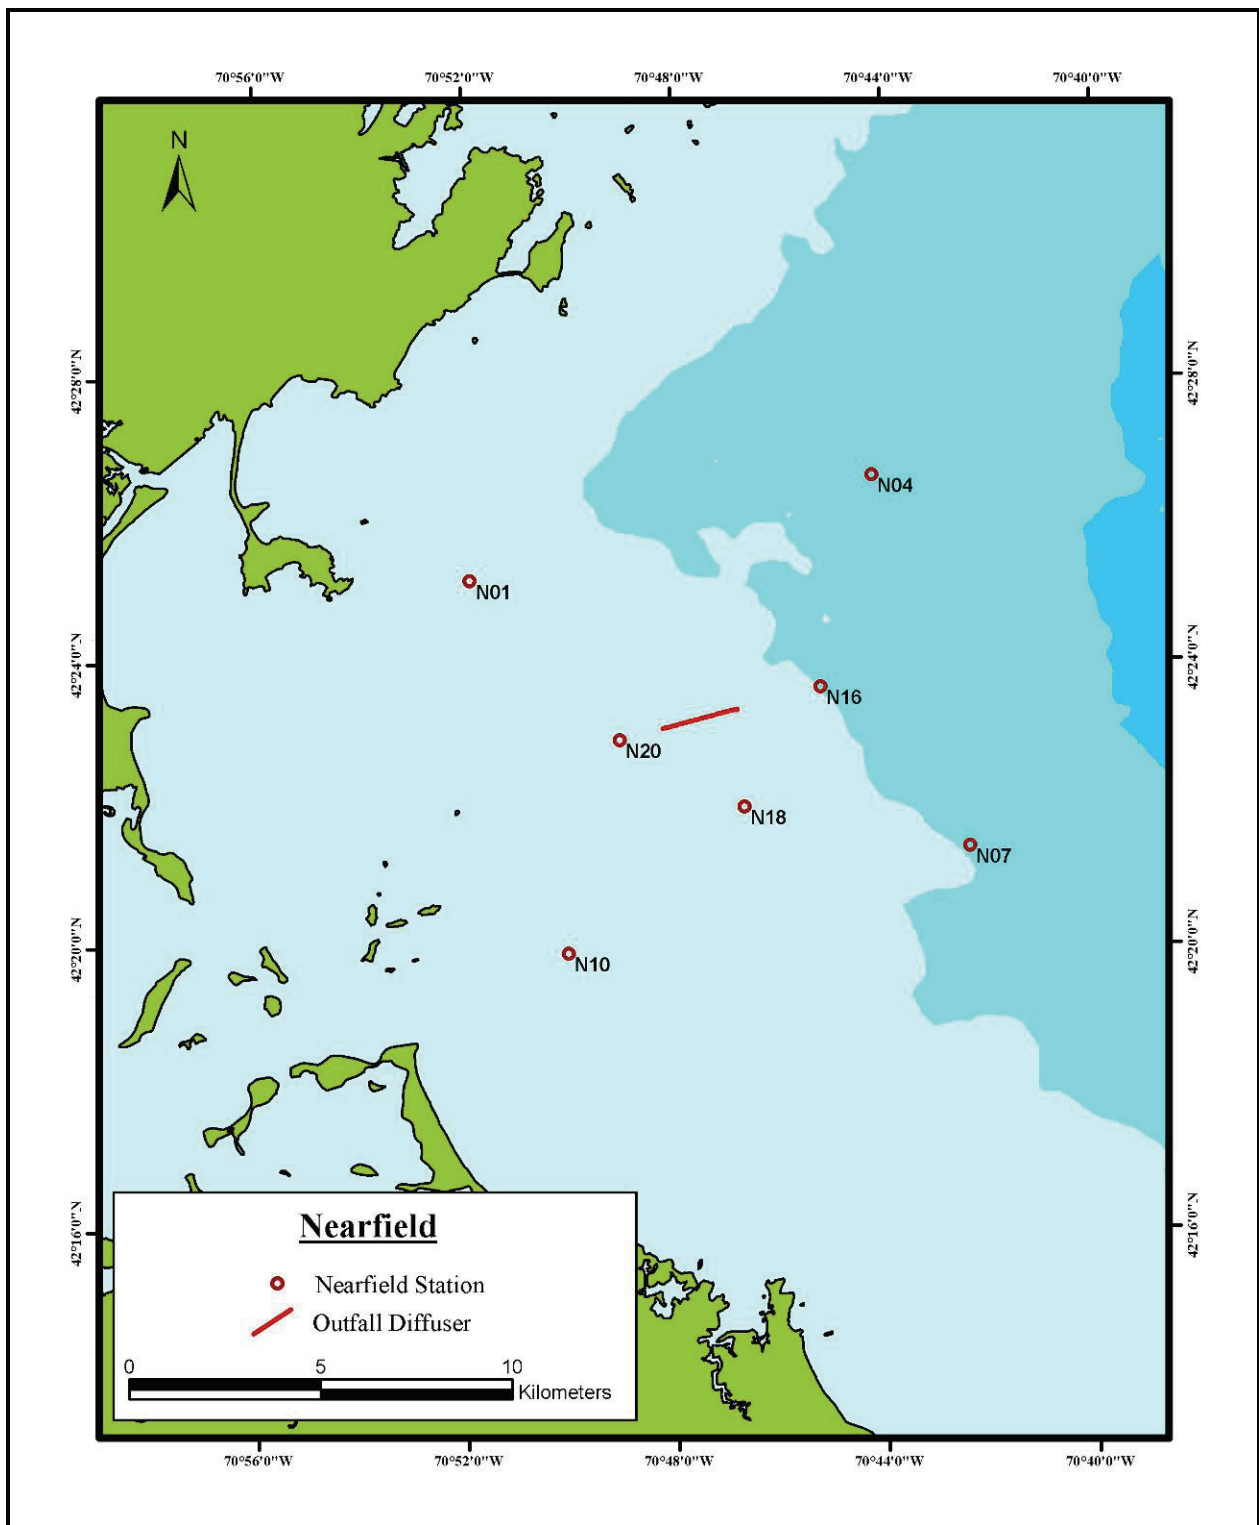 70°56'0"W 70°52'0"W 70°48'0"W 70°44'0"W 70°40'0"W
N
42°28'0"N 42°28'0"N
N04
N01
42°24'0"N 42°24'0"N
N16
N20
N18
N07
42°20'0"N 42°20'0"N
N10
42°16'0"N 42°16'0"N
Nearfield
Nearfield Station
Outfall Diffuser
0 5 10
Kilometers
70°56'0"W 70°52'0"W 70°48'0"W 70°44'0"W 70°40'0"W